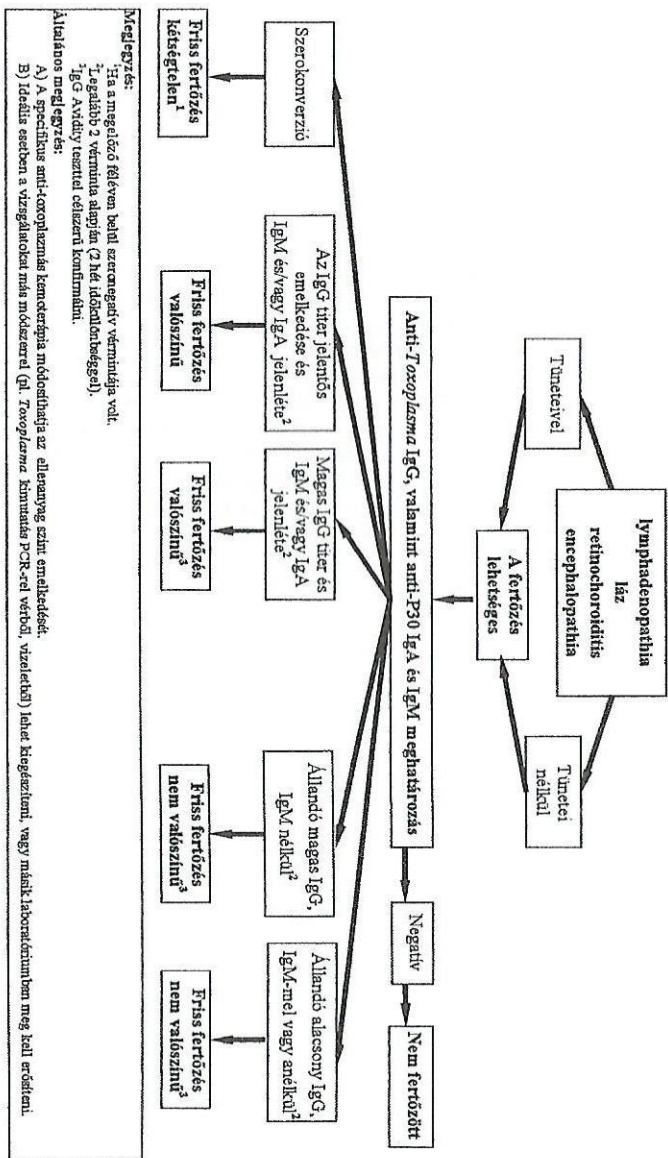 lymphadenopathia
láz
retinochoroiditis
encephalopathia
Tüneteivel
Tünetei
nélkül
A fertőzés
lehetséges
Anti-Toxoplasma IgG, valamint anti-P30 IgA és IgM meghatározás
Negatív
Nem fertőzött
Szerokonverzió
Az IgG titer jelentős
emelkedése és
IgM és/vagy IgA jelenléte²
Magas IgG titer és
IgM és/vagy IgA
jelenléte²
Állandó magas IgG,
IgM nélkül²
Állandó alacsony IgG,
IgM-mel vagy anélkül²
Friss fertőzés
kétségtelen¹
Friss fertőzés
valószínű
Friss fertőzés
valószínű³
Friss fertőzés
nem valószínű³
Friss fertőzés
nem valószínű³
Megjegyzés:
¹Ha a megelőző féléven belül szeronegatív vérmintája volt.
²Legalább 2 vérminta alapján (2 hét időkülönbséggel).
³IgG Avidity teszttel célszerű konfirmálni.
Általános megjegyzés:
A) A specifikus anti-toxoplazmás kemoterápia módosíthatja az ellenanyag szint emelkedését.
B) Ideális esetben a vizsgálatokat más módszerrel (pl. Toxoplasma kimutatás PCR-rel vérből, vizeletből) lehet kiegészíteni, vagy másik laboratóriumban meg kell erősíteni.